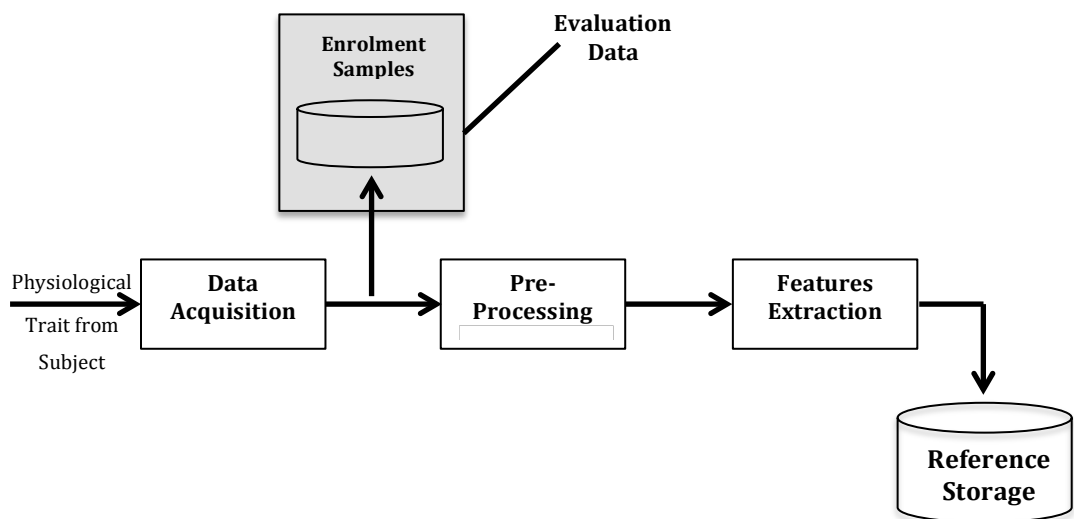 Enrolment
Samples
Evaluation
Data
Physiological
Trait from
Subject
Data
Acquisition
Pre-
Processing
Features
Extraction
Reference
Storage